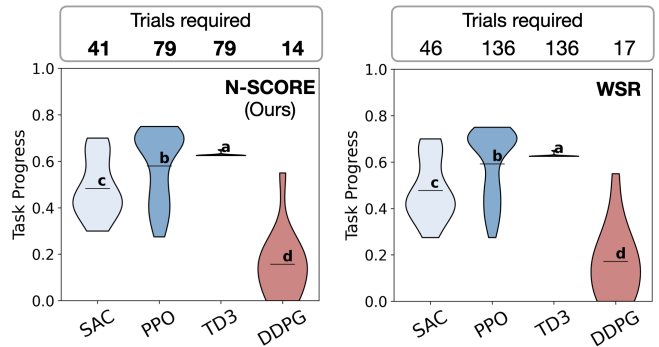 Trials required
41 79 79 14
N-SCORE
(Ours)
Task Progress
1.0
0.8
0.6
0.4
0.2
0.0
c
b
a
d
SAC PPO TD3 DDPG
Trials required
46 136 136 17
WSR
Task Progress
1.0
0.8
0.6
0.4
0.2
0.0
c
b
a
d
SAC PPO TD3 DDPG